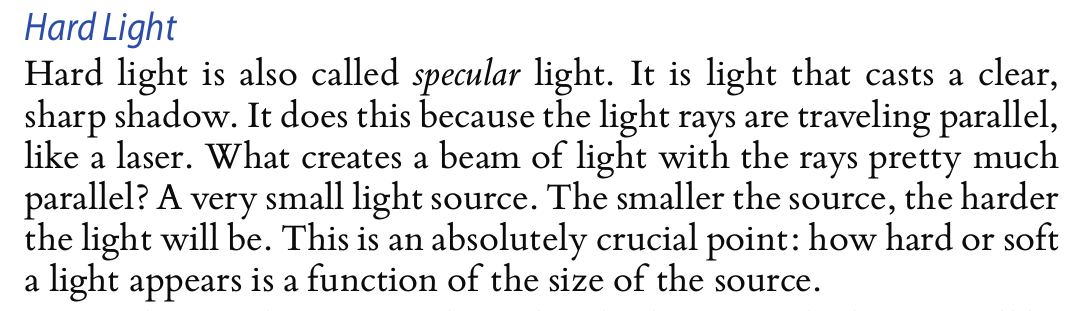 Hard Light
Hard light is also called specular light. It is light that casts a clear,
sharp shadow. It does this because the light rays are traveling parallel,
like a laser. What creates a beam of light with the rays pretty much
parallel? A very small light source. The smaller the source, the harder
the light will be. This is an absolutely crucial point: how hard or soft
a light appears is a function of the size of the source.